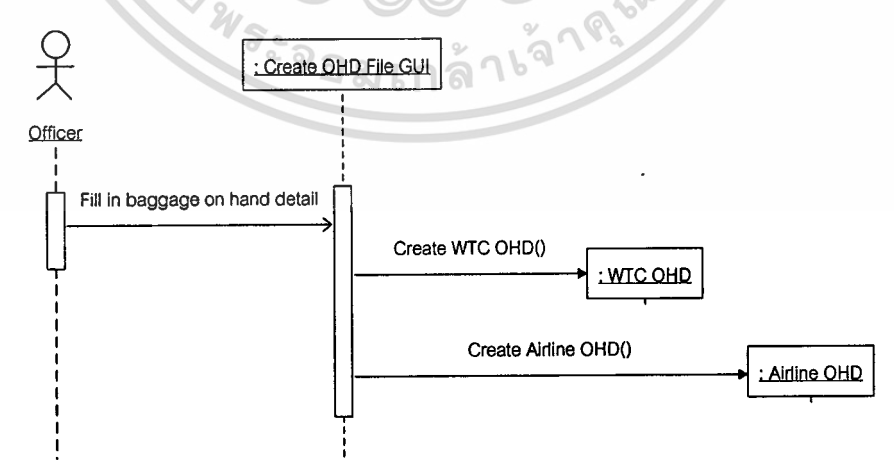 : Create OHD File GUI
Officer
Fill in baggage on hand detail
Create WTC OHD()
: WTC OHD
Create Airline OHD()
: Airline OHD